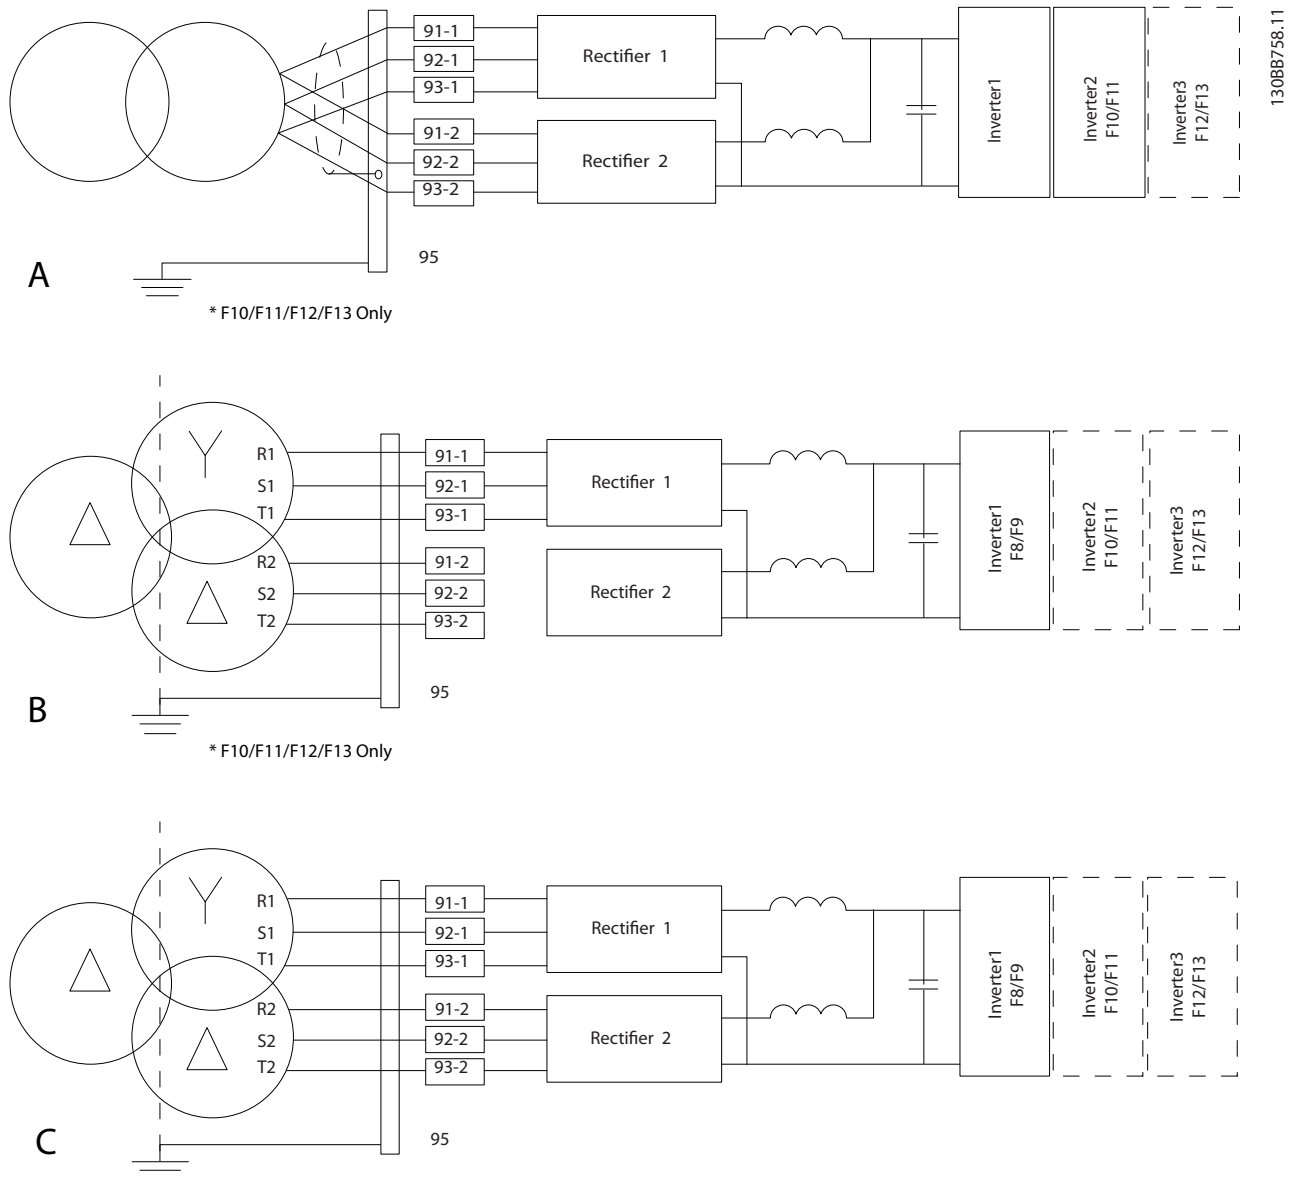 91-1
92-1
93-1
91-2
92-2
93-2
Rectifier 1
Rectifier 2
Inverter1
Inverter2
F10/F11
Inverter3
F12/F13
130BB758.11
95
A
* F10/F11/F12/F13 Only
R1
S1
T1
R2
S2
T2
91-1
92-1
93-1
91-2
92-2
93-2
Rectifier 1
Rectifier 2
Inverter1
F8/F9
Inverter2
F10/F11
Inverter3
F12/F13
95
B
* F10/F11/F12/F13 Only
R1
S1
T1
R2
S2
T2
91-1
92-1
93-1
91-2
92-2
93-2
Rectifier 1
Rectifier 2
Inverter1
F8/F9
Inverter2
F10/F11
Inverter3
F12/F13
95
C